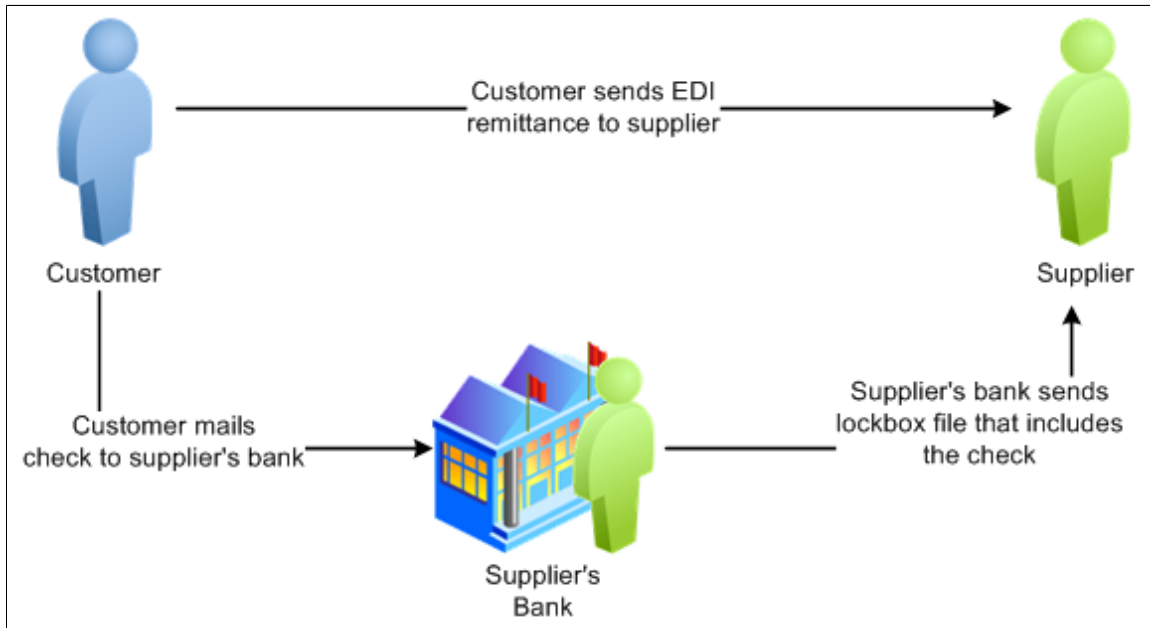 Customer sends EDI
remittance to supplier
Customer
Supplier
Customer mails
check to supplier's bank
Supplier's bank sends
lockbox file that includes
the check
Supplier's
Bank